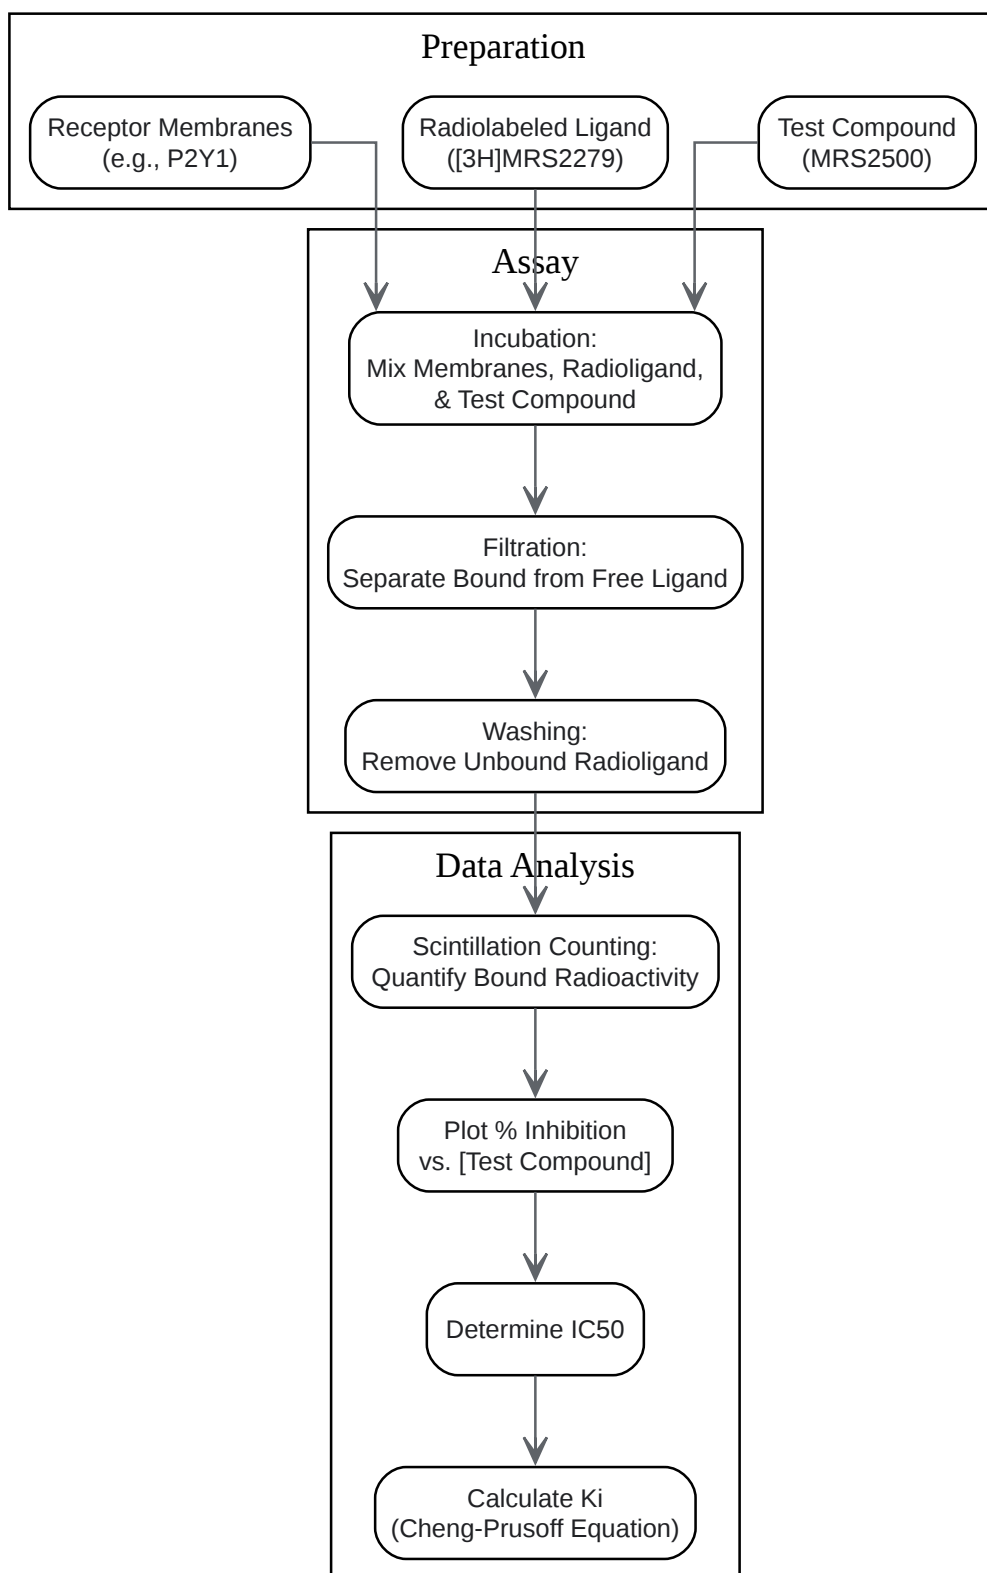 Preparation
Receptor Membranes
(e.g., P2Y1)
Radiolabeled Ligand
([3H]MRS2279)
Test Compound
(MRS2500)
Assay
Incubation:
Mix Membranes, Radioligand,
& Test Compound
Filtration:
Separate Bound from Free Ligand
Washing:
Remove Unbound Radioligand
Data Analysis
Scintillation Counting:
Quantify Bound Radioactivity
Plot % Inhibition
vs. [Test Compound]
Determine IC50
Calculate Ki
(Cheng-Prusoff Equation)